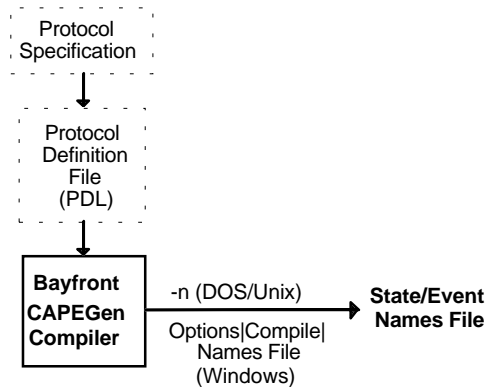 Protocol
Specification
Protocol
Definition
File
(PDL)
Bayfront
CAPEGen
Compiler
-n (DOS/Unix)
Options|Compile|
Names File
(Windows)
State/Event
Names File